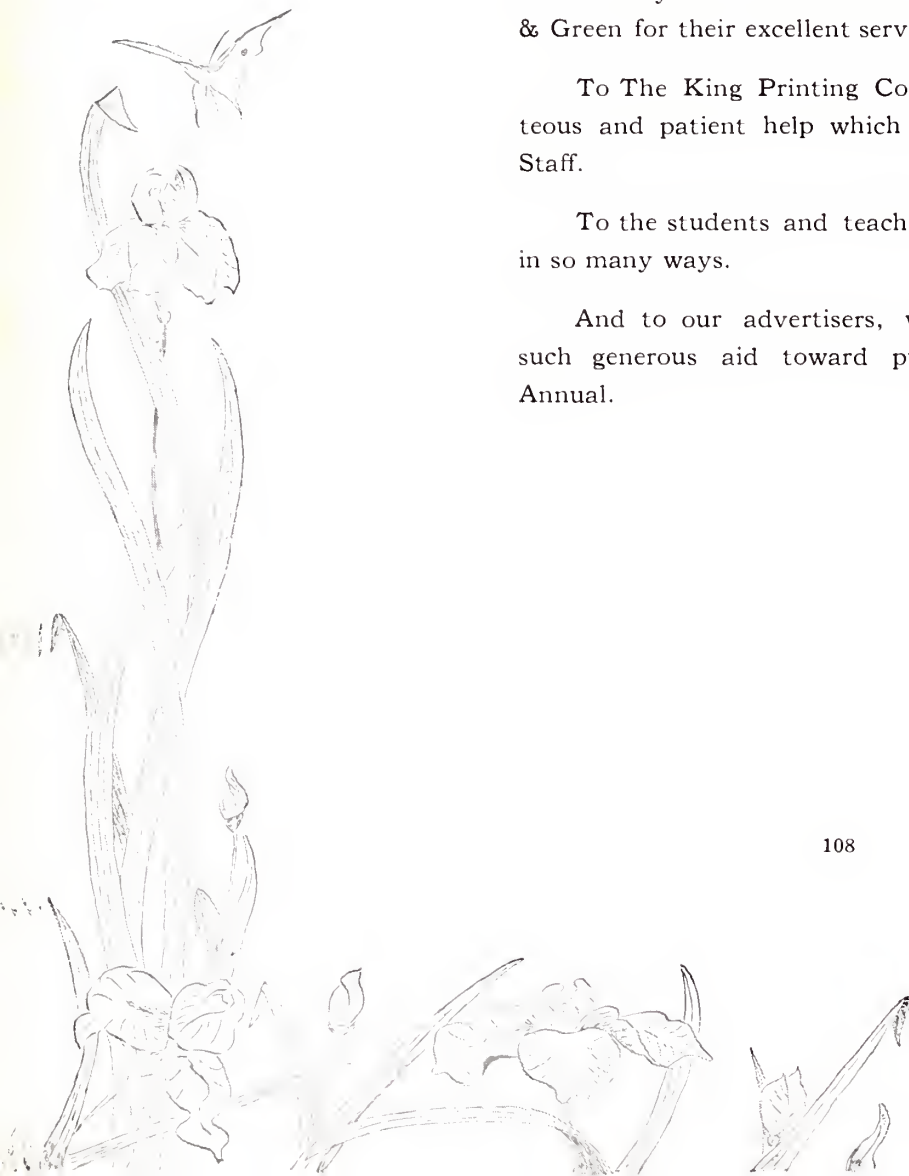 & Green for their excellent serv
To The King Printing Co
teous and patient help which
Staff.
To the students and teach
in so many ways.
And to our advertisers,
such generous aid toward p
Annual.
108